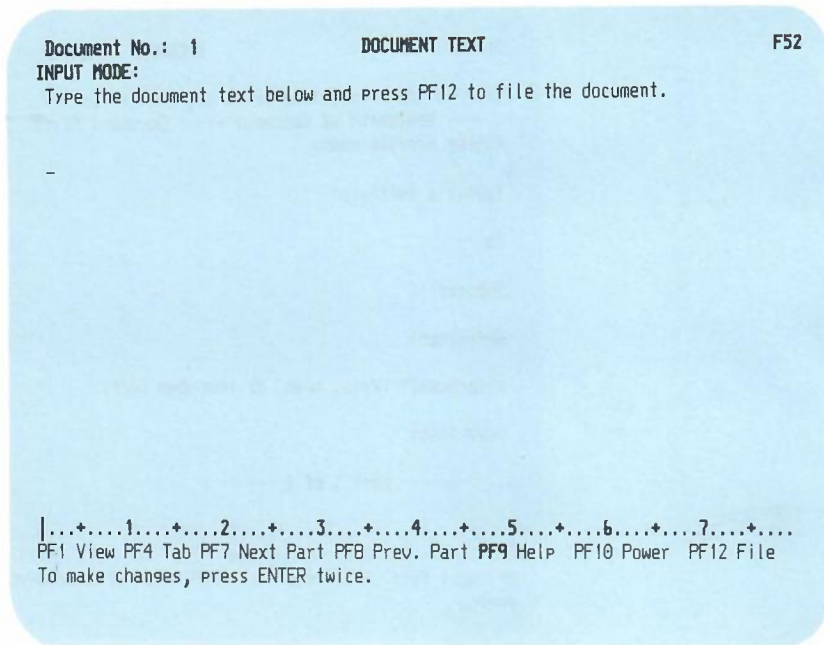 Document No.: 1 DOCUMENT TEXT F52
INPUT MODE:
Type the document text below and press PF12 to file the document.
_
|...+....1....+....2....+....3....+....4....+....5....+....6....+....7....+....
PF1 View PF4 Tab PF7 Next Part PF8 Prev. Part PF9 Help PF10 Power PF12 File
To make changes, press ENTER twice.